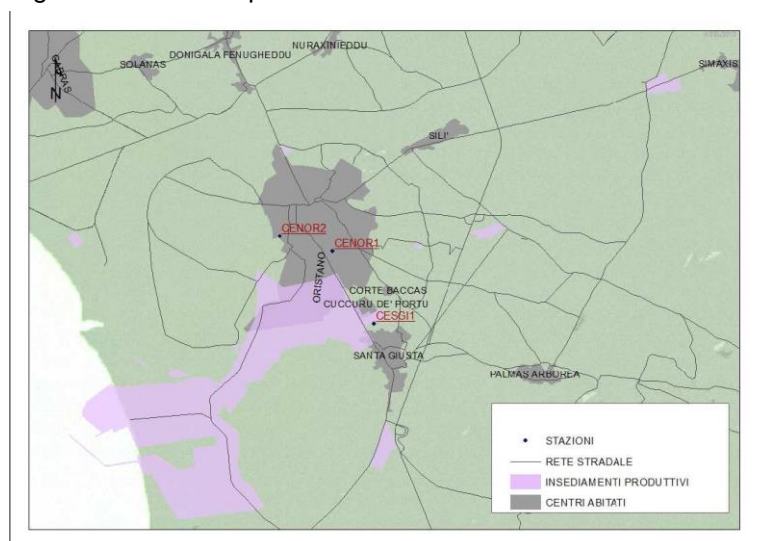 NURAXINIEDDU
DONIGALA FENUGHEDDU
SOLANAS
SIMAXIS
CABRAS
N
SILI'
CENOR2
CENOR1
ORISTANO
CORTE BACCAS
CUCCURU DE' PORTU
CESGI1
SANTA GIUSTA
PALMAS ARBOREA
STAZIONI
RETE STRADALE
INSEDIAMENTI PRODUTTIVI
CENTRI ABITATI